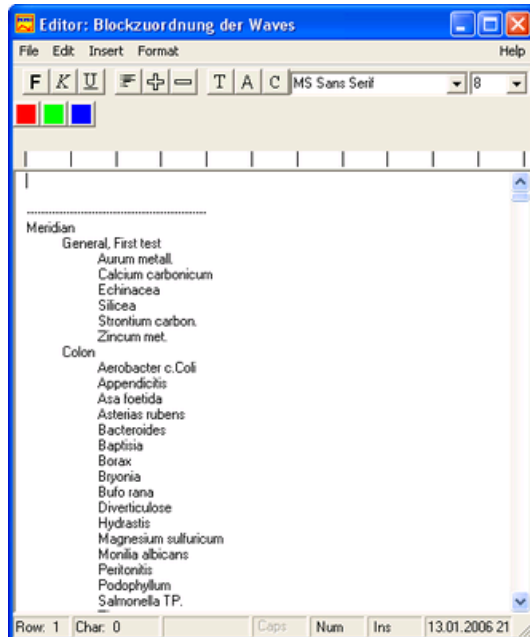 Editor: Blockzuordnung der Waves
File Edit Insert Format Help
F K U T A C MS Sans Serif 8
Meridian
General, First test
Aurum metall.
Calcium carbonicum
Echinacea
Silicea
Strontium carbon.
Zincum met.
Colon
Aerobacter c.Coli
Appendicitis
Asa foetida
Asterias rubens
Bacteroides
Baptisia
Borax
Bryonia
Bufo rana
Diverticulose
Hydrastis
Magnesium sulfuricum
Monilia albicans
Peritonitis
Podophyllum
Salmonella TP.
Row: 1 Char: 0 Caps Num Ins 13.01.2006 21